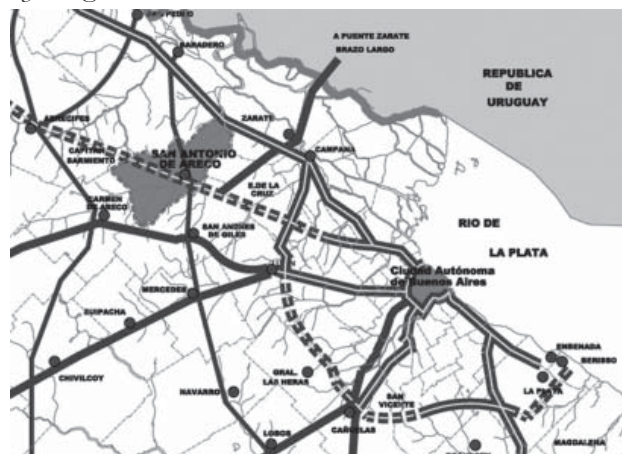 SAN PEDRO
BARADERO
A PUENTE ZARATE
BRAZO LARGO
REPUBLICA
DE
URUGUAY
ZARATE
ARRECIFES
CAPITAN
SARMIENTO
SAN ANTONIO
DE ARECO
CAMPANA
E.DE LA
CRUZ
CARMEN
DE ARECO
SAN ANDRES
DE GILES
RIO DE
LA PLATA
Ciudad Autónoma
de Buenos Aires
MERCEDES
SUIPACHA
CHIVILCOY
NAVARRO
GRAL.
LAS HERAS
SAN
VICENTE
ENSENADA
BERISSO
LA PLATA
CAÑUELAS
LOBOS
MAGDALENA